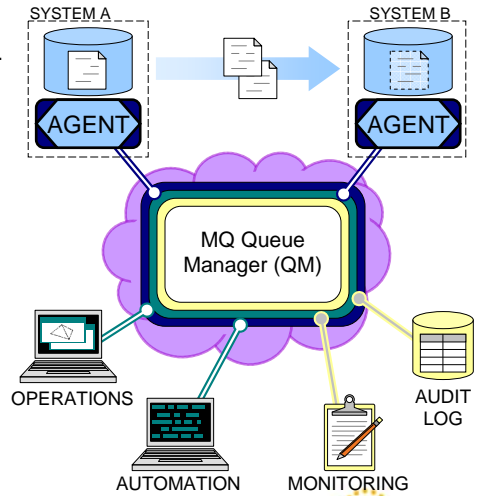 SYSTEM A
SYSTEM B
AGENT
AGENT
MQ Queue
Manager (QM)
OPERATIONS
AUDIT
LOG
AUTOMATION
MONITORING